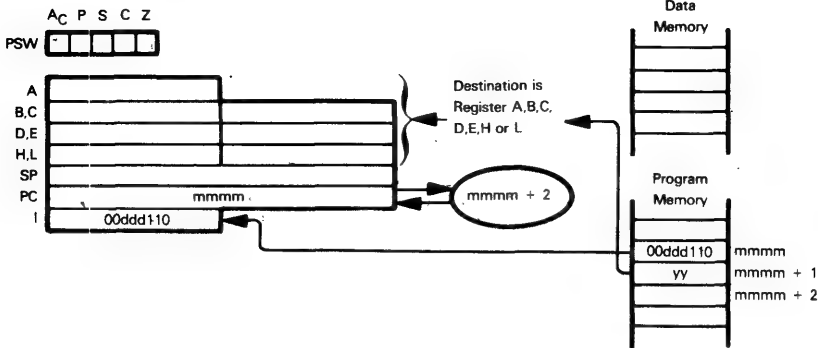 A_C P S C Z
PSW
A
B,C
D,E
H,L
SP
PC mmmm
I 00ddd110
Destination is
Register A,B,C,
D,E,H or L
mmmm + 2
Data
Memory
Program
Memory
00ddd110 mmmm
yy mmmm + 1
mmmm + 2